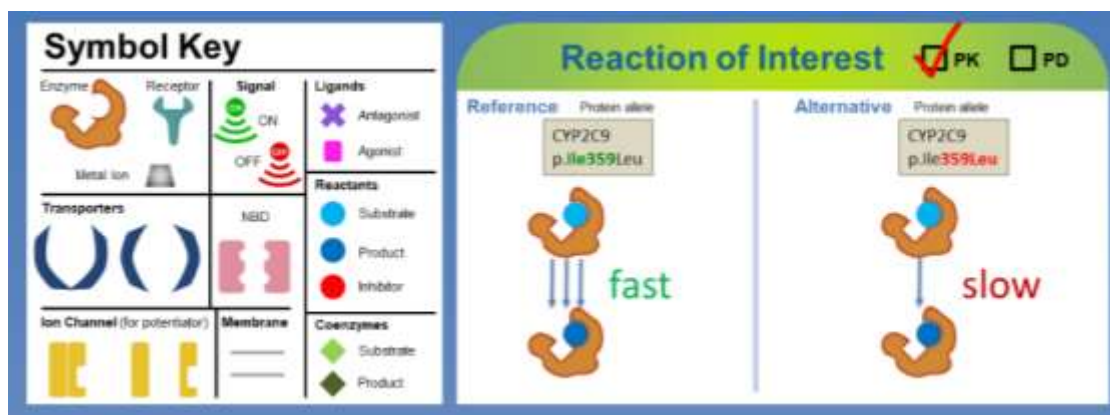 Symbol Key
Enzyme
Receptor
Metal Ion
Signal
ON
ON
OFF
OFF
Ligands
Antagonist
Agonist
Transporters
NBD
Reactants
Substrate
Product
Inhibitor
Ion Channel (for potentiator)
Membrane
Coenzymes
Substrate
Product
Reaction of Interest
PK
PD
Reference Protein allele
CYP2C9
p.Ile359Leu
fast
Alternative Protein allele
CYP2C9
p.Ile359Leu
slow